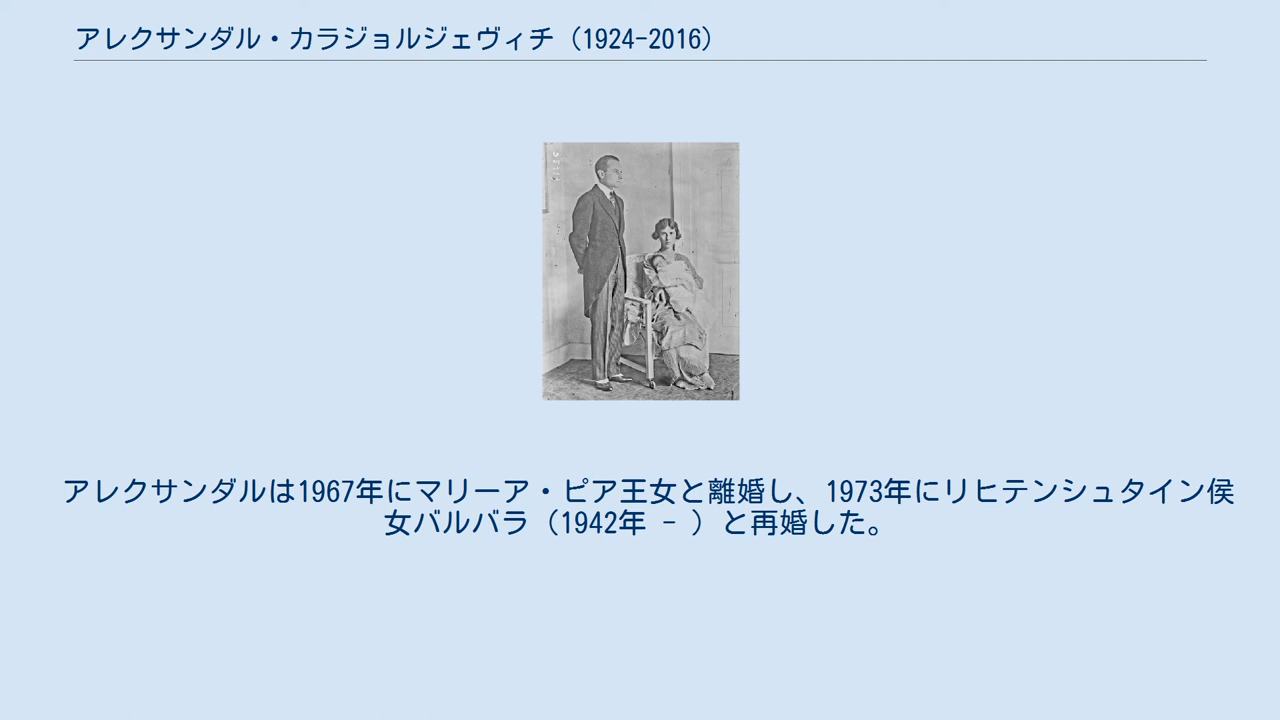 アレクサンダル・カラジョルジェヴィチ（1924-2016）
アレクサンダルは1967年にマリーア・ピア王女と離婚し、1973年にリヒテンシュタイン侯
女バルバラ（1942年 - ）と再婚した。